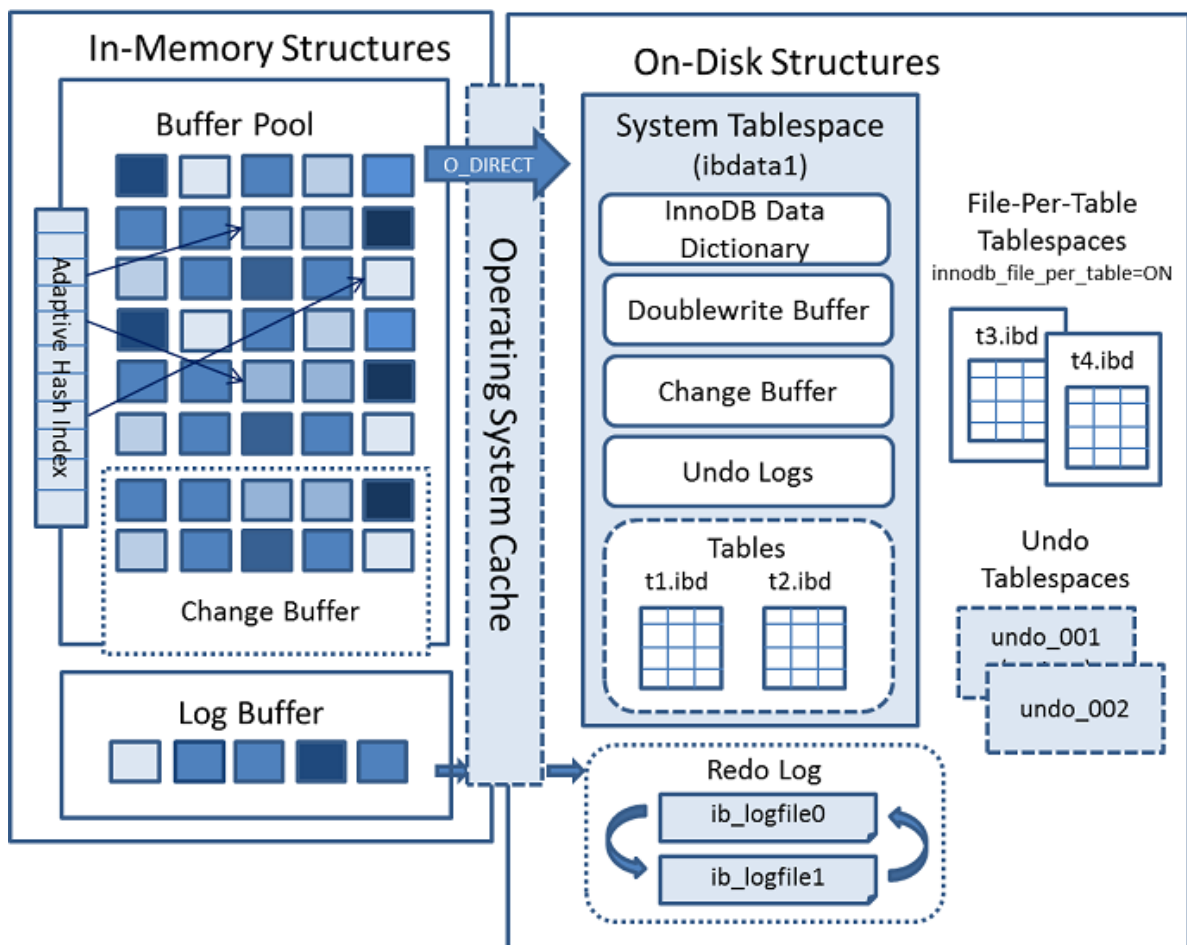 In-Memory Structures
Buffer Pool
Adaptive Hash Index
Change Buffer
Log Buffer
O_DIRECT
Operating System Cache
On-Disk Structures
System Tablespace
(ibdata1)
InnoDB Data
Dictionary
Doublewrite Buffer
Change Buffer
Undo Logs
Tables
t1.ibd
t2.ibd
Redo Log
ib_logfile0
ib_logfile1
File-Per-Table
Tablespaces
innodb_file_per_table=ON
t3.ibd
t4.ibd
Undo
Tablespaces
undo_001
undo_002